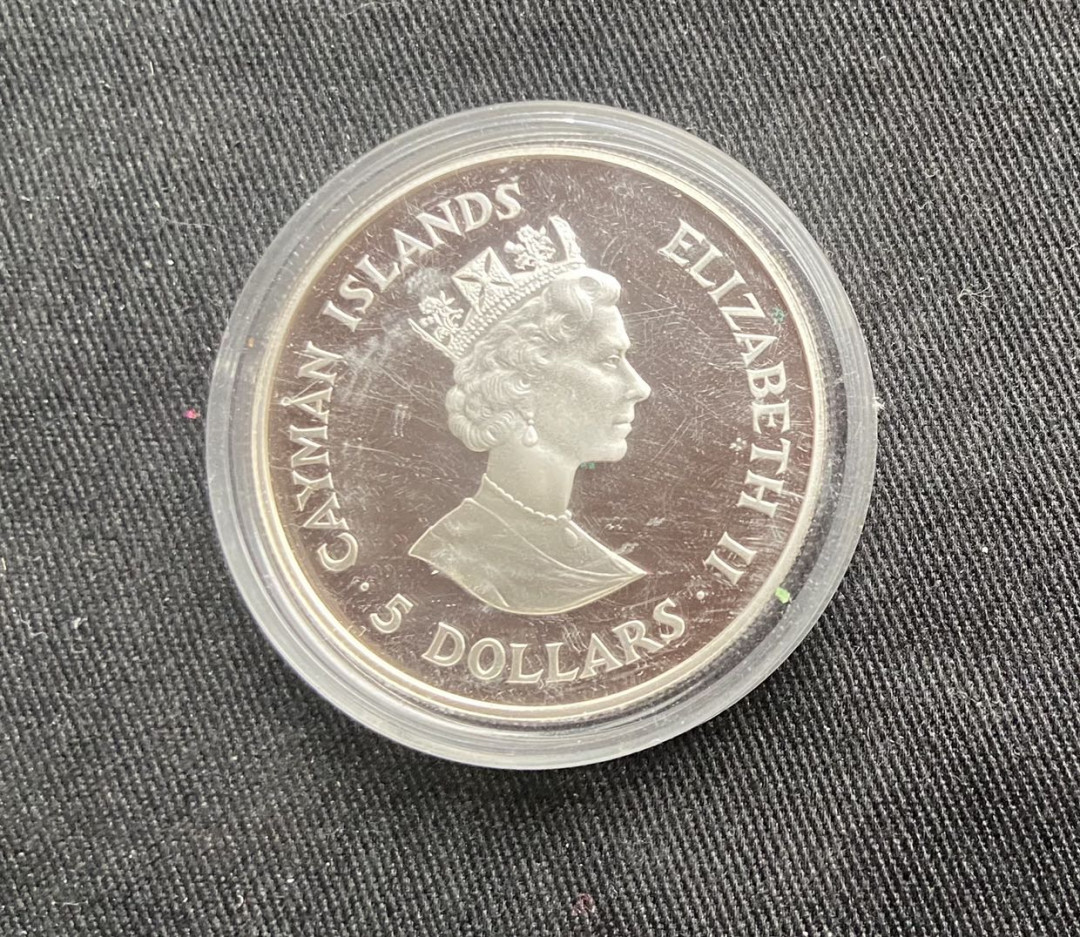 CAYMAN ISLANDS
ELIZABETH II
· 5 DOLLARS ·